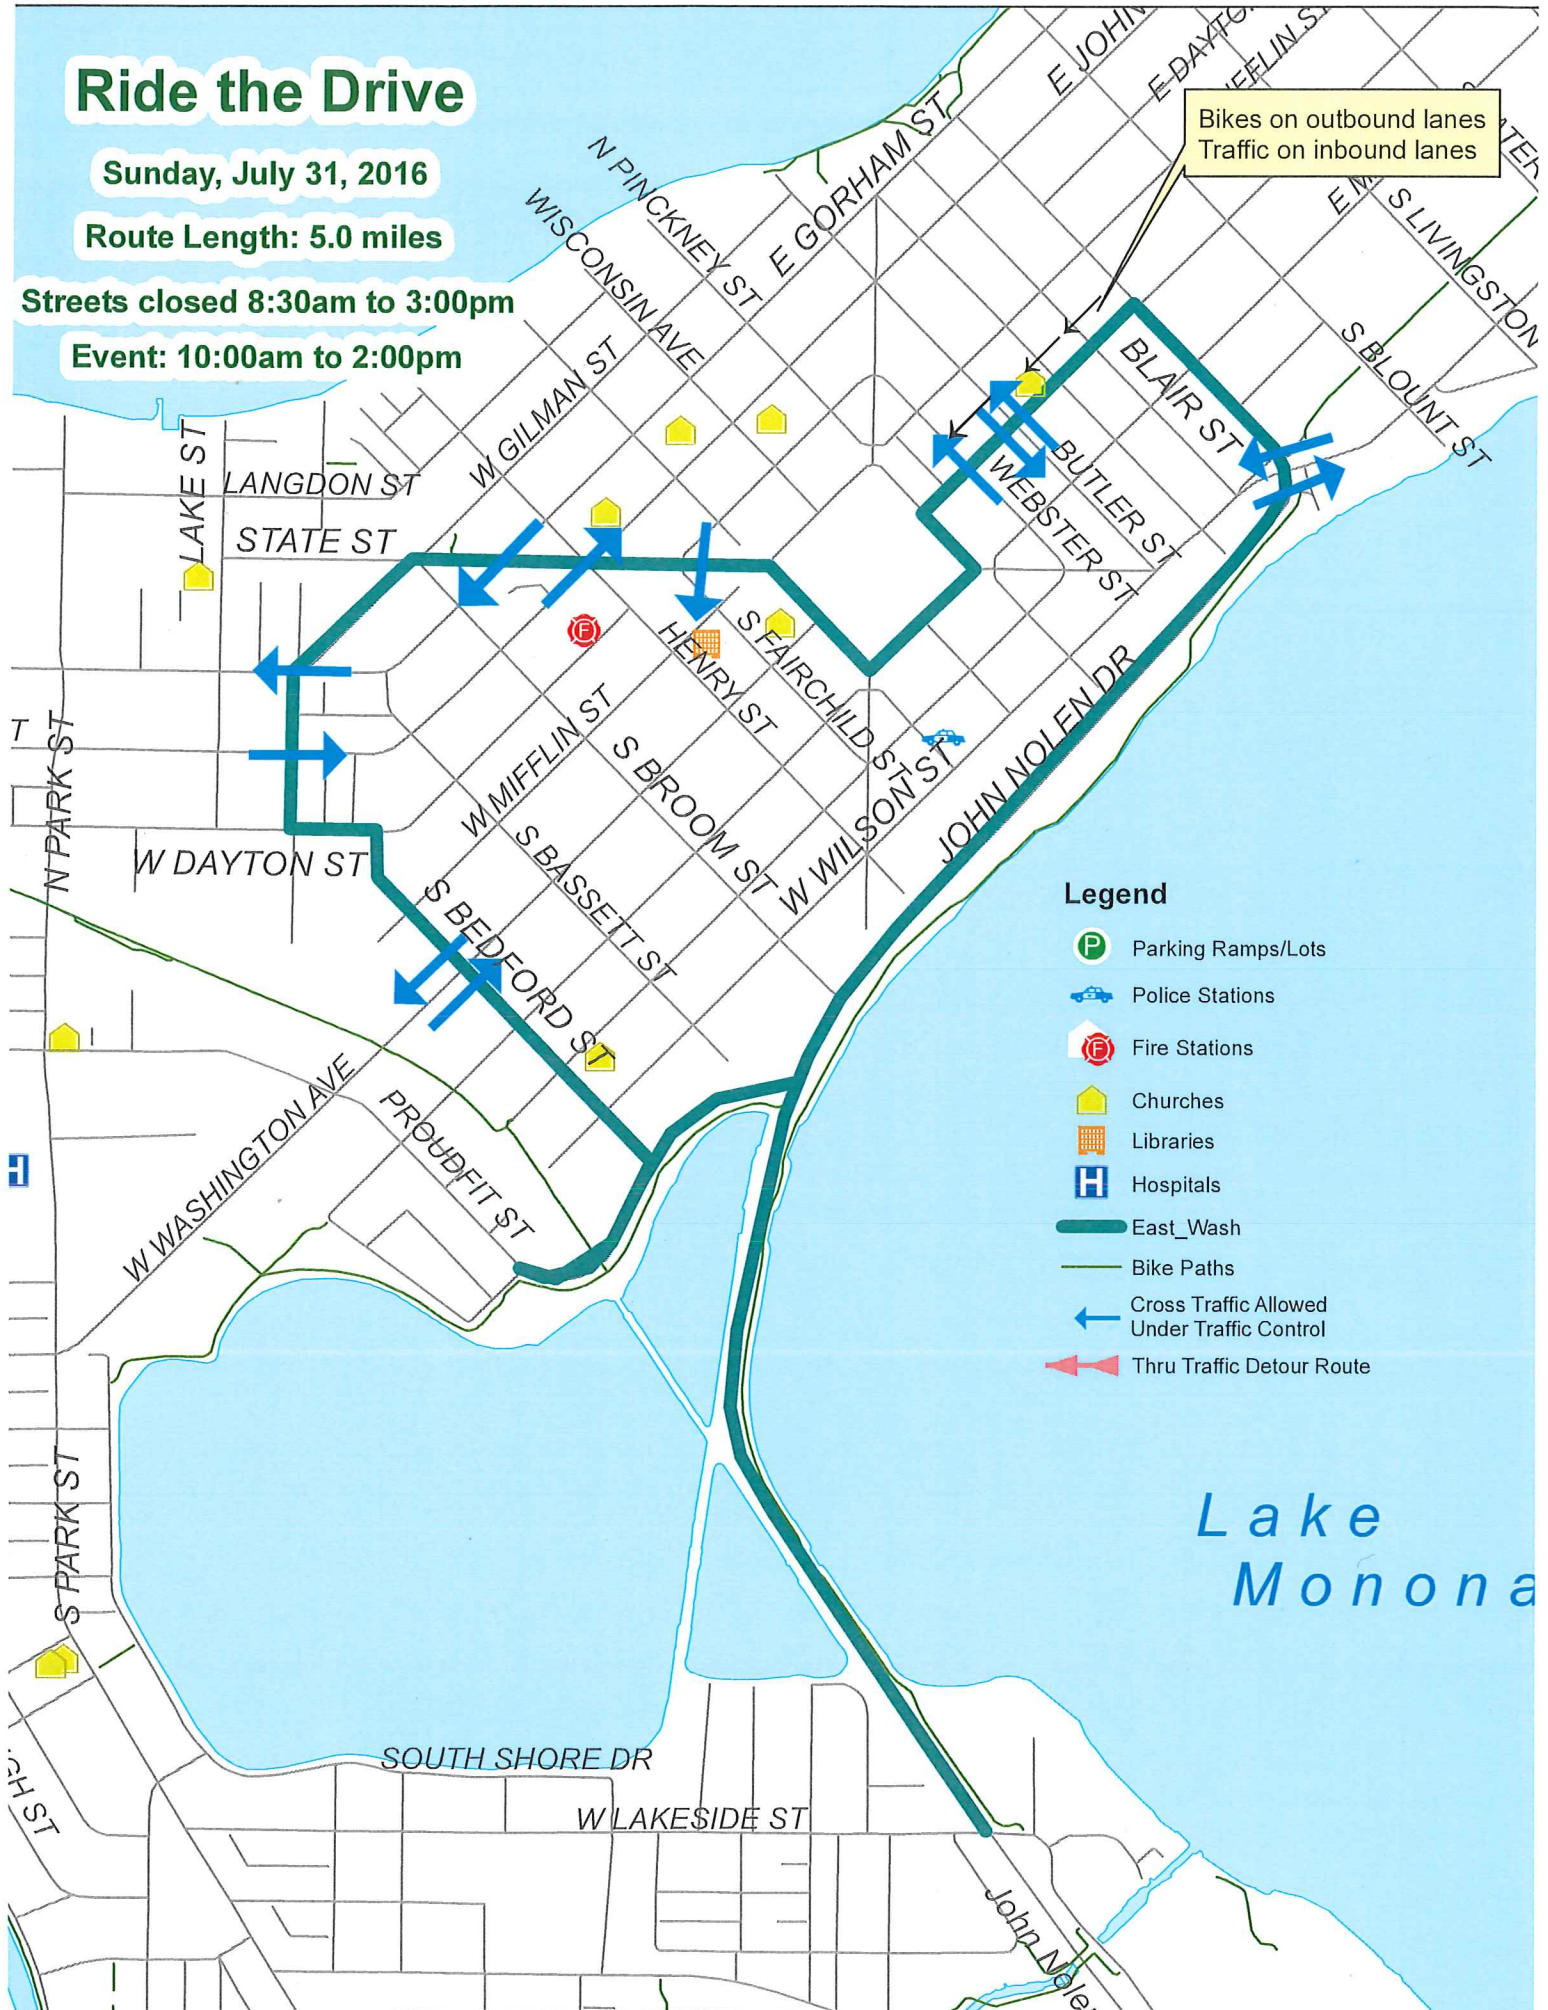 Ride the Drive
Sunday, July 31, 2016
Route Length: 5.0 miles
Streets closed 8:30am to 3:00pm
Event: 10:00am to 2:00pm
Bikes on outbound lanes
Traffic on inbound lanes
E GORHAM ST
N PINCKNEY ST
WISCONSIN AVE
S LIVINGSTON
S BLOUNT ST
BLAIR ST
BUTLER ST
WEBSTER ST
W GILMAN ST
LAKE ST
LANGDON ST
STATE ST
HENRY ST
S FAIRCHILD ST
W MIFFLIN ST
S BROOM ST
W WILSON ST
JOHN NOLEN DR
N PARK ST
W DAYTON ST
S BASSETT ST
S BEDFORD ST
W WASHINGTON AVE
PROUDFIT ST
F
H
Legend
P Parking Ramps/Lots
Police Stations
F Fire Stations
Churches
Libraries
H Hospitals
East_Wash
Bike Paths
Cross Traffic Allowed
Under Traffic Control
Thru Traffic Detour Route
Lake
Monona
S PARK ST
SOUTH SHORE DR
W LAKESIDE ST
GH ST
John Nolen